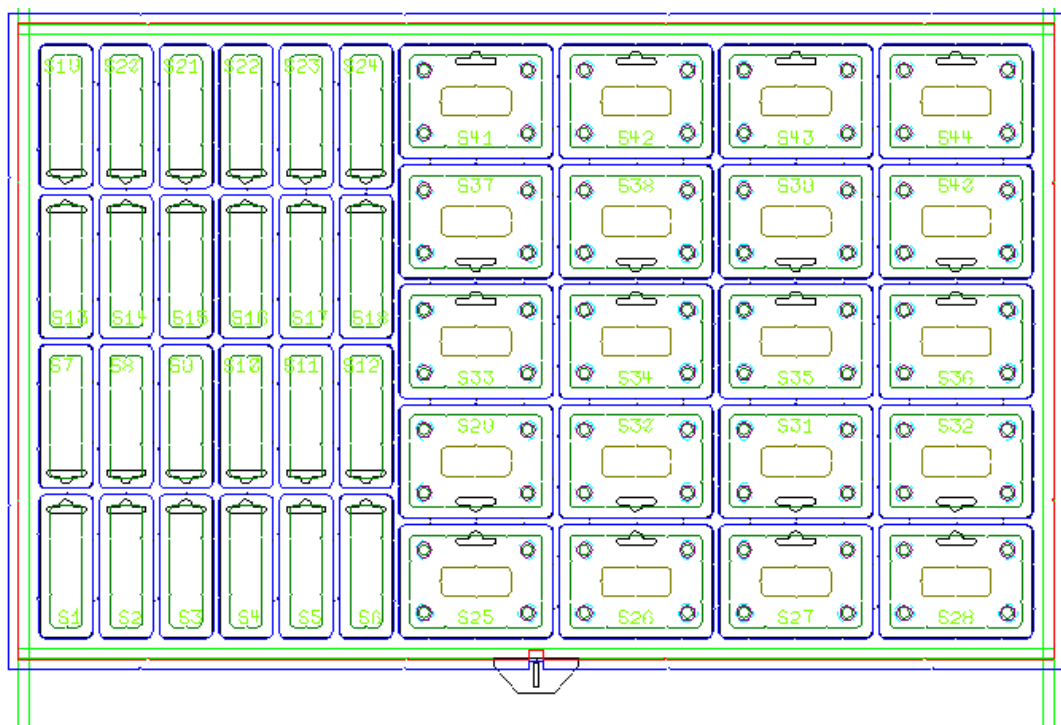 S19 S20 S21 S22 S23 S24
S41 S42 S43 S44
S37 S38 S39 S40
S13 S14 S15 S16 S17 S18
S7 S8 S9 S10 S11 S12
S33 S34 S35 S36
S29 S30 S31 S32
S1 S2 S3 S4 S5 S6 S25 S26 S27 S28